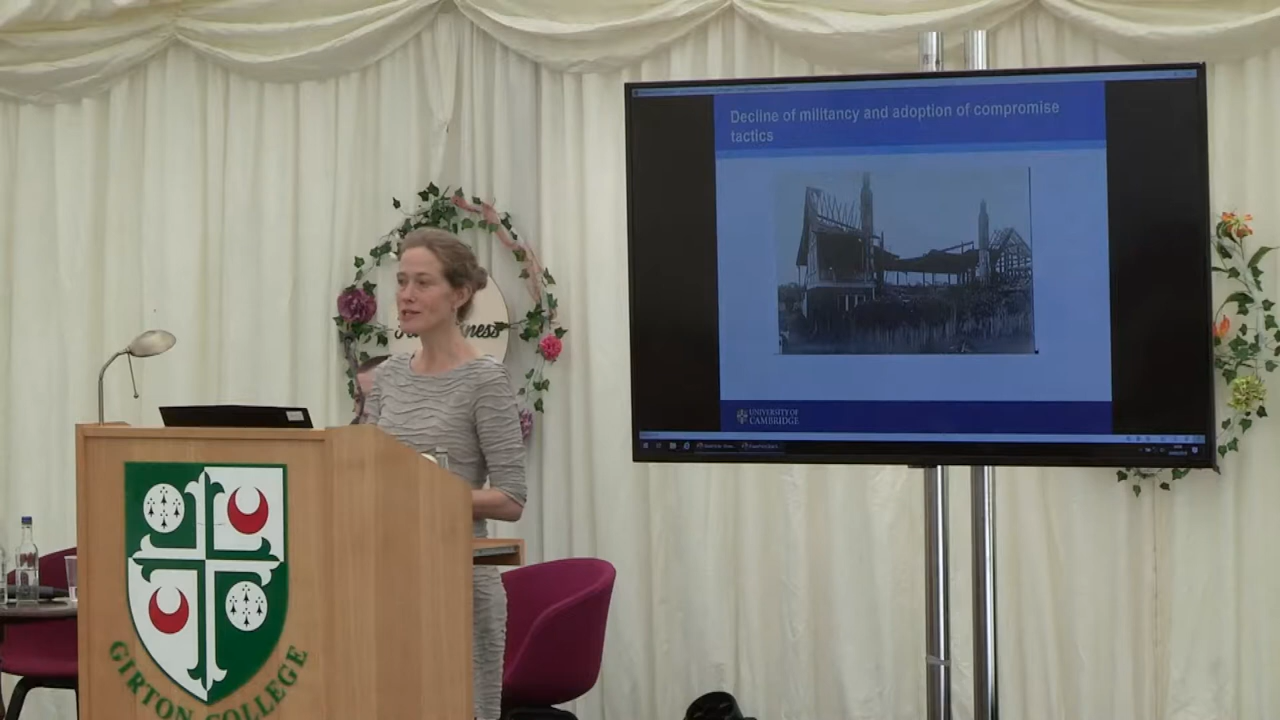 Decline of militancy and adoption of compromise
tactics
UNIVERSITY OF
CAMBRIDGE
GIRTON COLLEGE